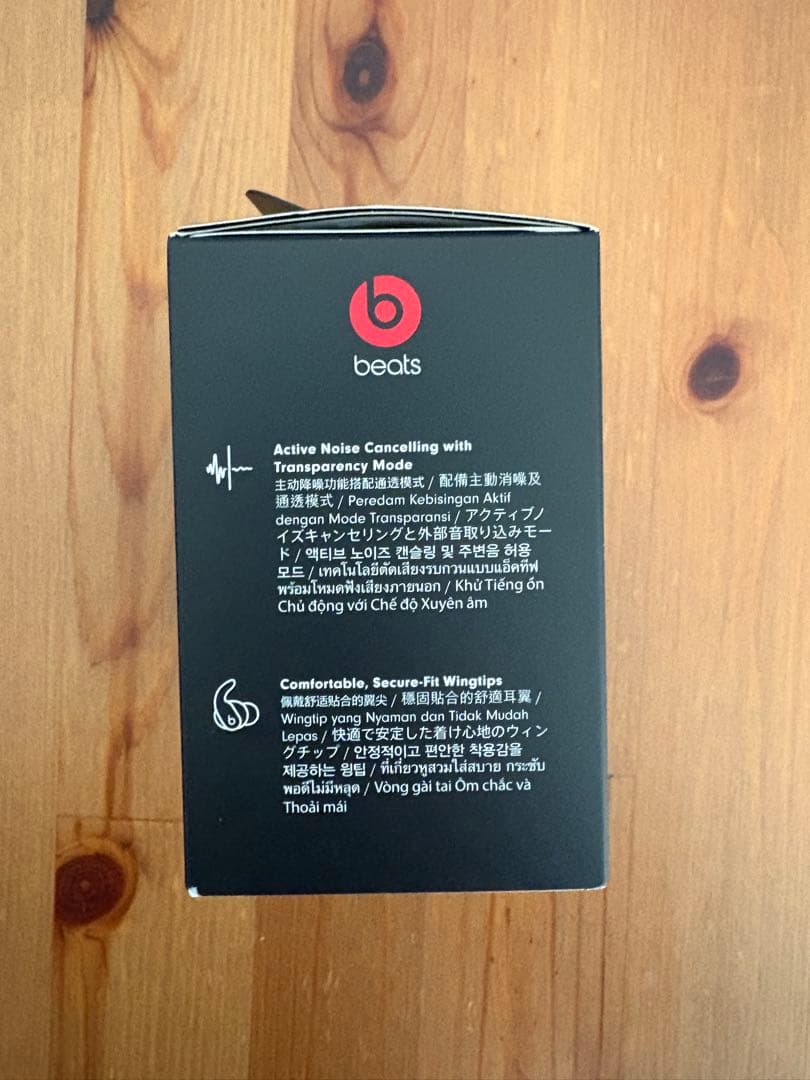 beats
Active Noise Cancelling with
Transparency Mode
主动降噪功能搭配通透模式 / 配備主動消噪及
通透模式 / Peredam Kebisingan Aktif
dengan Mode Transparansi / アクティブノ
イズキャンセリングと外部音取り込みモー
ド / 액티브 노이즈 캔슬링 및 주변음 허용
모드 / เทคโนโลยีตัดเสียงรบกวนแบบแอ็คทีฟ
พร้อมโหมดฟังเสียงภายนอก / Khử Tiếng ồn
Chủ động với Chế độ Xuyên âm
Comfortable, Secure-Fit Wingtips
佩戴舒适贴合的翼尖 / 穩固貼合的舒適耳翼 /
Wingtip yang Nyaman dan Tidak Mudah
Lepas / 快適で安定した着け心地のウィン
グチップ / 안정적이고 편안한 착용감을
제공하는 윙팁 / ที่เกี่ยวหูสวมใส่สบาย กระชับ
พอดีไม่มีหลุด / Vòng gài tai Ôm chắc và
Thoải mái